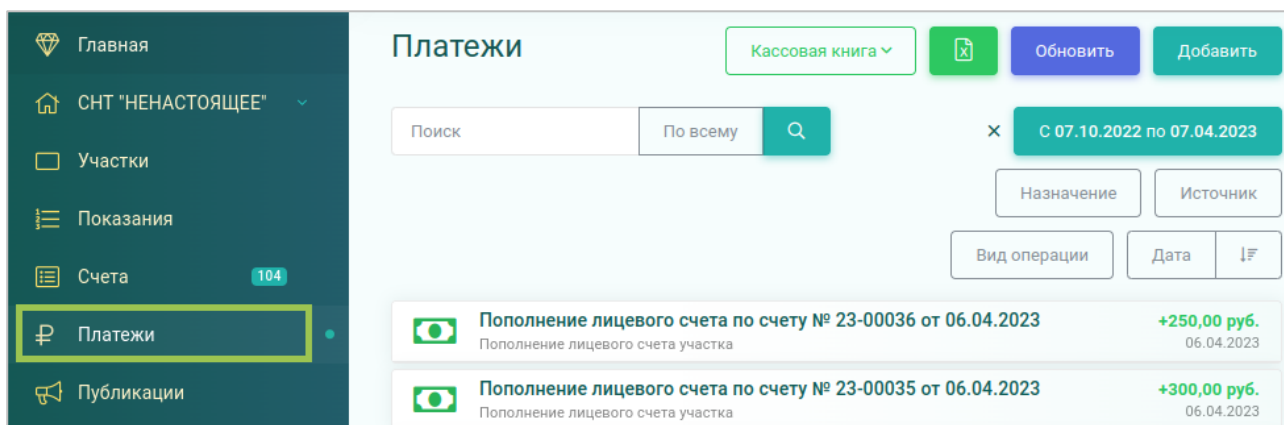 Главная
СНТ "НЕНАСТОЯЩЕЕ"
Участки
Показания
Счета 104
Платежи
Публикации
Платежи
Кассовая книга
Обновить
Добавить
Поиск
По всему
С 07.10.2022 по 07.04.2023
Назначение
Источник
Вид операции
Дата
Пополнение лицевого счета по счету № 23-00036 от 06.04.2023 +250,00 руб.
Пополнение лицевого счета участка 06.04.2023
Пополнение лицевого счета по счету № 23-00035 от 06.04.2023 +300,00 руб.
Пополнение лицевого счета участка 06.04.2023